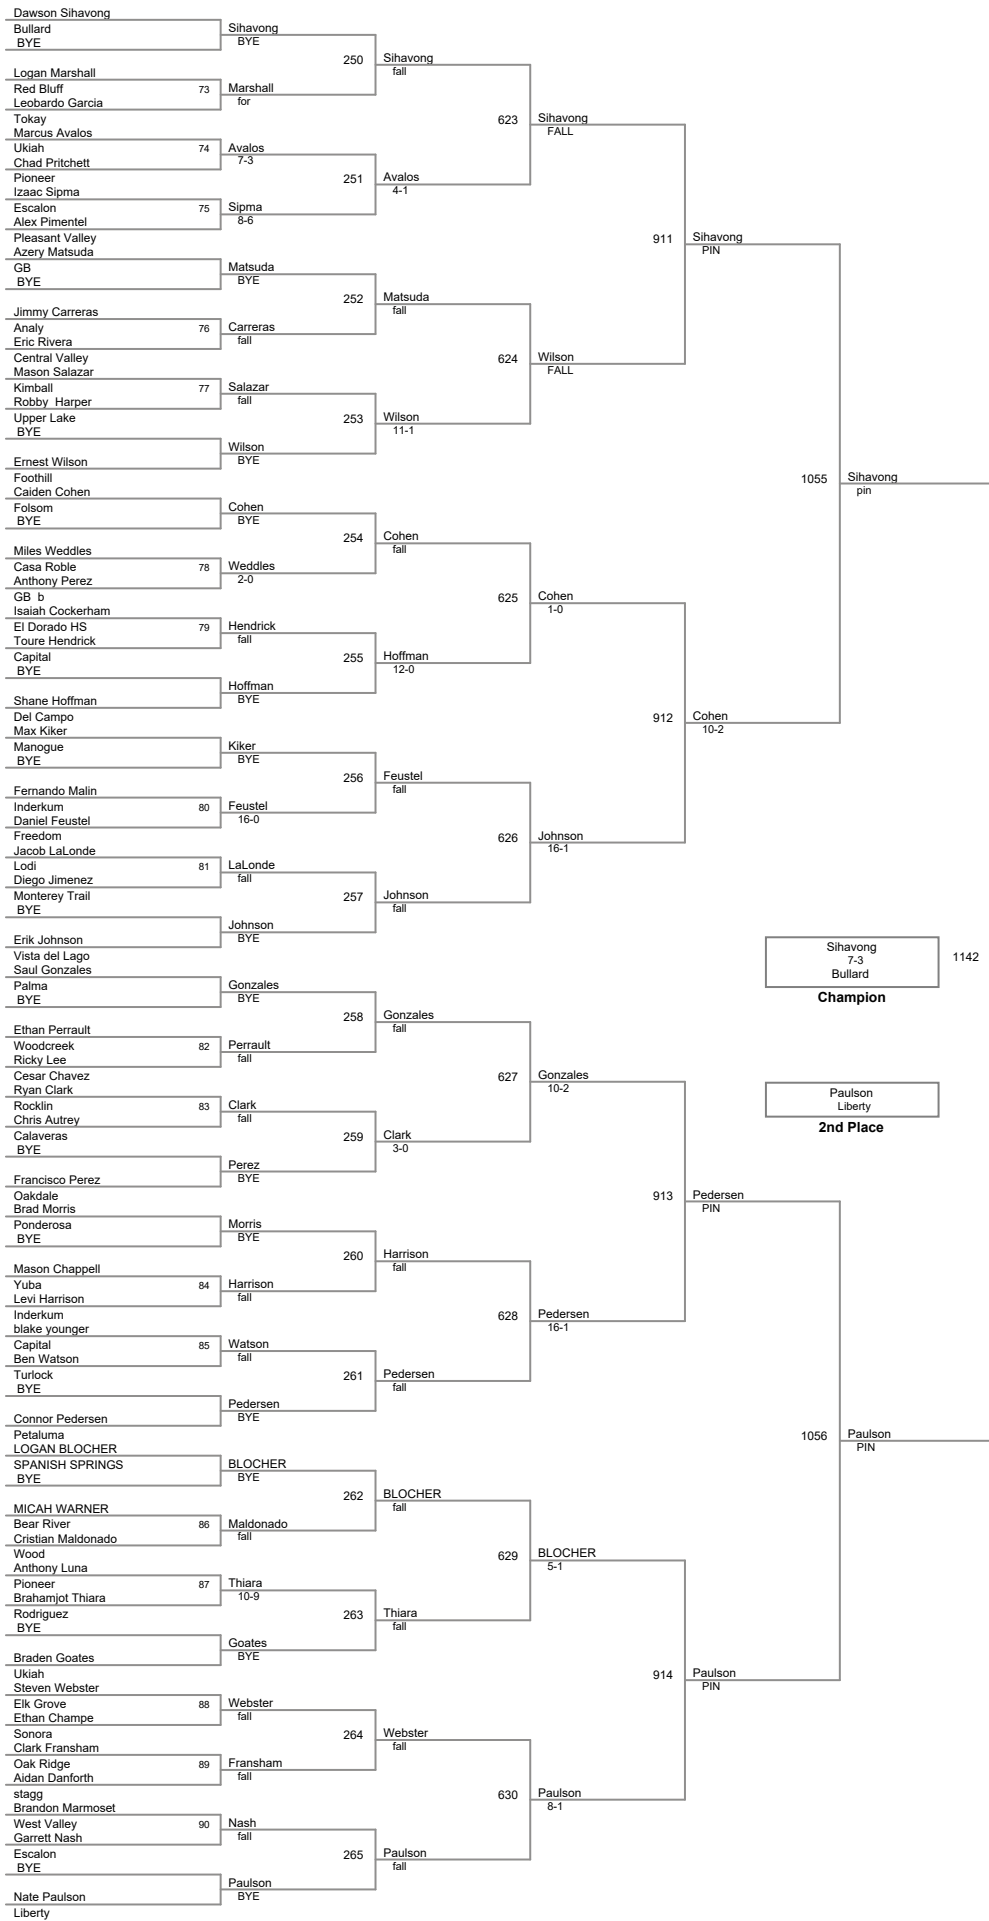 Dawson Sihavong
Bullard
BYE
Sihavong
BYE
250
Sihavong
fall
Logan Marshall
Red Bluff
73
Leobardo Garcia
Marshall
for
Tokay
Marcus Avalos
623
Sihavong
FALL
Ukiah
74
Chad Pritchett
Avalos
7-3
Pioneer
Izaac Sipma
251
Avalos
4-1
Escalon
75
Alex Pimentel
Sipma
8-6
Pleasant Valley
Azery Matsuda
911
Sihavong
PIN
GB
BYE
Matsuda
BYE
252
Matsuda
fall
Jimmy Carreras
Analy
76
Eric Rivera
Carreras
fall
Central Valley
Mason Salazar
624
Wilson
FALL
Kimball
77
Robby  Harper
Salazar
fall
Upper Lake
BYE
253
Wilson
11-1
Wilson
BYE
Ernest Wilson
Foothill
1055
Sihavong
pin
Caiden Cohen
Folsom
BYE
Cohen
BYE
254
Cohen
fall
Miles Weddles
Casa Roble
78
Anthony Perez
Weddles
2-0
GB  b
Isaiah Cockerham
625
Cohen
1-0
El Dorado HS
79
Toure Hendrick
Hendrick
fall
Capital
BYE
255
Hoffman
12-0
Hoffman
BYE
Shane Hoffman
Del Campo
912
Cohen
10-2
Max Kiker
Manogue
BYE
Kiker
BYE
256
Feustel
fall
Fernando Malin
Inderkum
80
Daniel Feustel
Feustel
16-0
Freedom
Jacob LaLonde
626
Johnson
16-1
Lodi
81
Diego Jimenez
LaLonde
fall
Monterey Trail
BYE
257
Johnson
fall
Johnson
BYE
Erik Johnson
Vista del Lago
Sihavong
7-3
Bullard
1142
Champion
Saul Gonzales
Palma
BYE
Gonzales
BYE
258
Gonzales
fall
Ethan Perrault
Woodcreek
82
Ricky Lee
Perrault
fall
Cesar Chavez
Ryan Clark
627
Gonzales
10-2
Paulson
Liberty
2nd Place
Rocklin
83
Chris Autrey
Clark
fall
Calaveras
BYE
259
Clark
3-0
Perez
BYE
Francisco Perez
Oakdale
913
Pedersen
PIN
Brad Morris
Ponderosa
BYE
Morris
BYE
260
Harrison
fall
Mason Chappell
Yuba
84
Levi Harrison
Harrison
fall
Inderkum
blake younger
628
Pedersen
16-1
Capital
85
Ben Watson
Watson
fall
Turlock
BYE
261
Pedersen
fall
Pedersen
BYE
Connor Pedersen
Petaluma
1056
Paulson
PIN
LOGAN BLOCHER
SPANISH SPRINGS
BYE
BLOCHER
BYE
262
BLOCHER
fall
MICAH WARNER
Bear River
86
Cristian Maldonado
Maldonado
fall
Wood
Anthony Luna
629
BLOCHER
5-1
Pioneer
87
Brahamjot Thiara
Thiara
10-9
Rodriguez
BYE
263
Thiara
fall
Goates
BYE
Braden Goates
Ukiah
914
Paulson
PIN
Steven Webster
Elk Grove
88
Ethan Champe
Webster
fall
Sonora
Clark Fransham
264
Webster
fall
Oak Ridge
89
Aidan Danforth
Fransham
fall
stagg
Brandon Marmoset
630
Paulson
8-1
West Valley
90
Garrett Nash
Nash
fall
Escalon
BYE
265
Paulson
fall
Paulson
BYE
Nate Paulson
Liberty